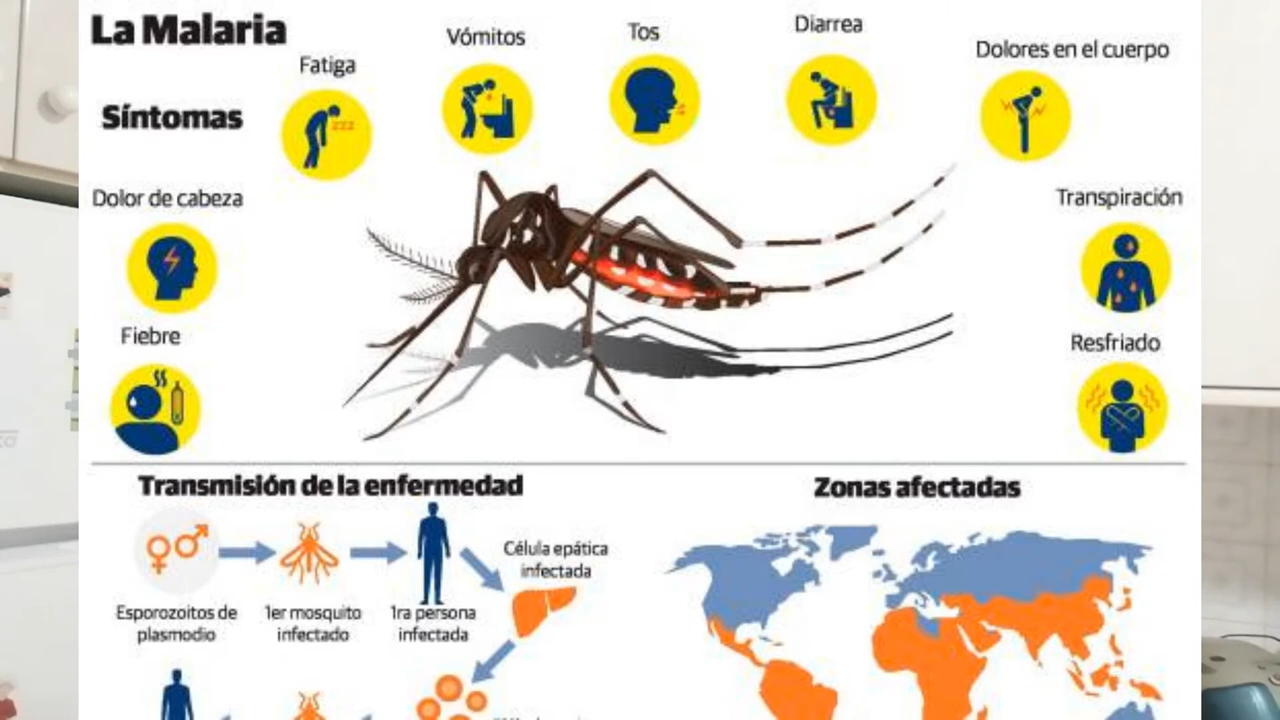 La Malaria
Síntomas
Fatiga
Vómitos
Tos
Diarrea
Dolores en el cuerpo
Dolor de cabeza
Transpiración
Fiebre
Resfriado
zzz
Transmisión de la enfermedad
Célula epática
infectada
Esporozoitos de
plasmodio
1er mosquito
infectado
1ra persona
infectada
Zonas afectadas